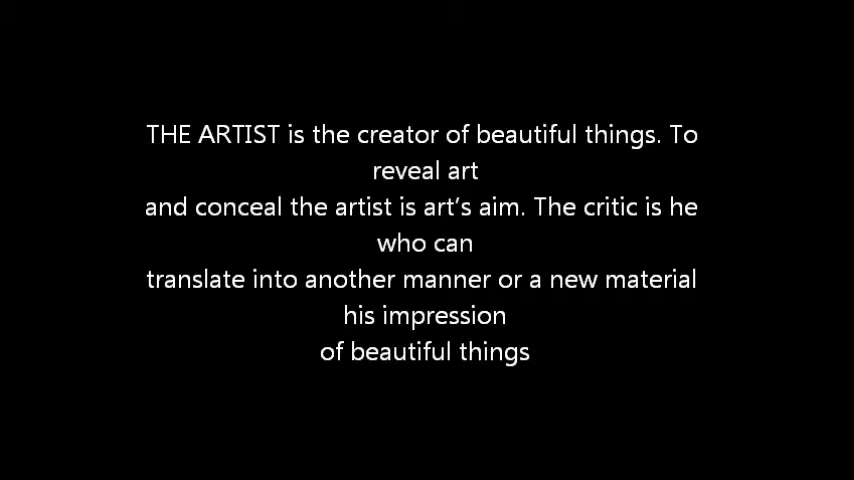 THE ARTIST is the creator of beautiful things. To
reveal art
and conceal the artist is art’s aim. The critic is he
who can
translate into another manner or a new material
his impression
of beautiful things